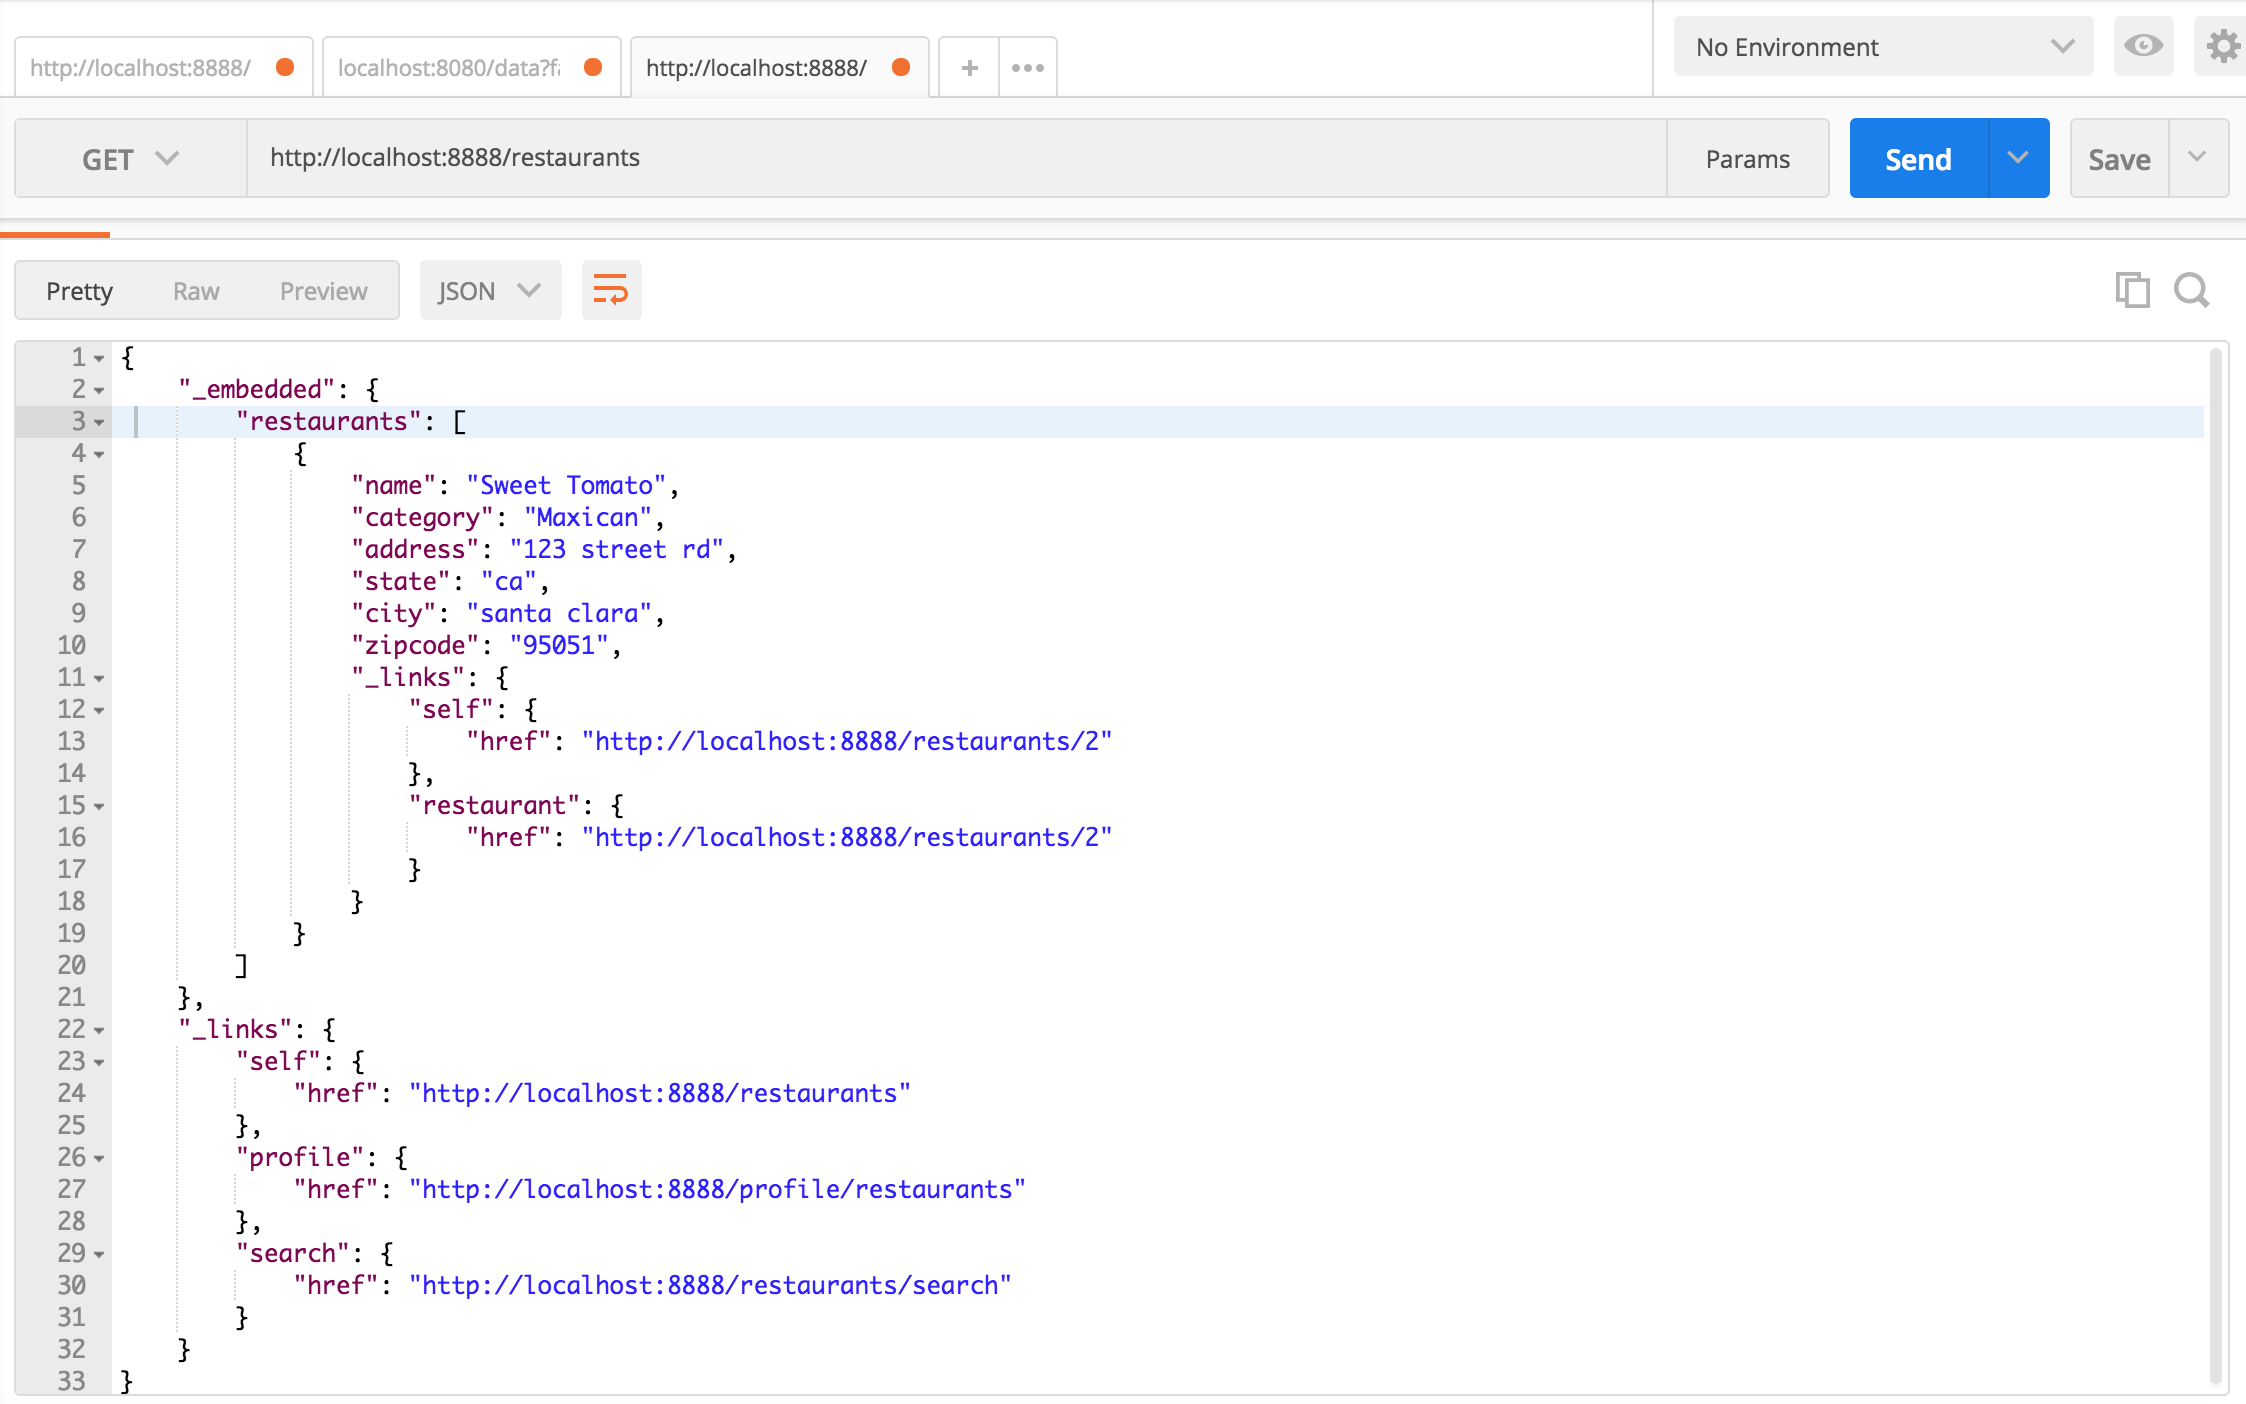 http://localhost:8888/ localhost:8080/data?fa http://localhost:8888/ + ••• No Environment
GET http://localhost:8888/restaurants Params Send Save
Pretty Raw Preview JSON
1 {
2 "_embedded": {
3 "restaurants": [
4 {
5 "name": "Sweet Tomato",
6 "category": "Maxican",
7 "address": "123 street rd",
8 "state": "ca",
9 "city": "santa clara",
10 "zipcode": "95051",
11 "_links": {
12 "self": {
13 "href": "http://localhost:8888/restaurants/2"
14 },
15 "restaurant": {
16 "href": "http://localhost:8888/restaurants/2"
17 }
18 }
19 }
20 ]
21 },
22 "_links": {
23 "self": {
24 "href": "http://localhost:8888/restaurants"
25 },
26 "profile": {
27 "href": "http://localhost:8888/profile/restaurants"
28 },
29 "search": {
30 "href": "http://localhost:8888/restaurants/search"
31 }
32 }
33 }